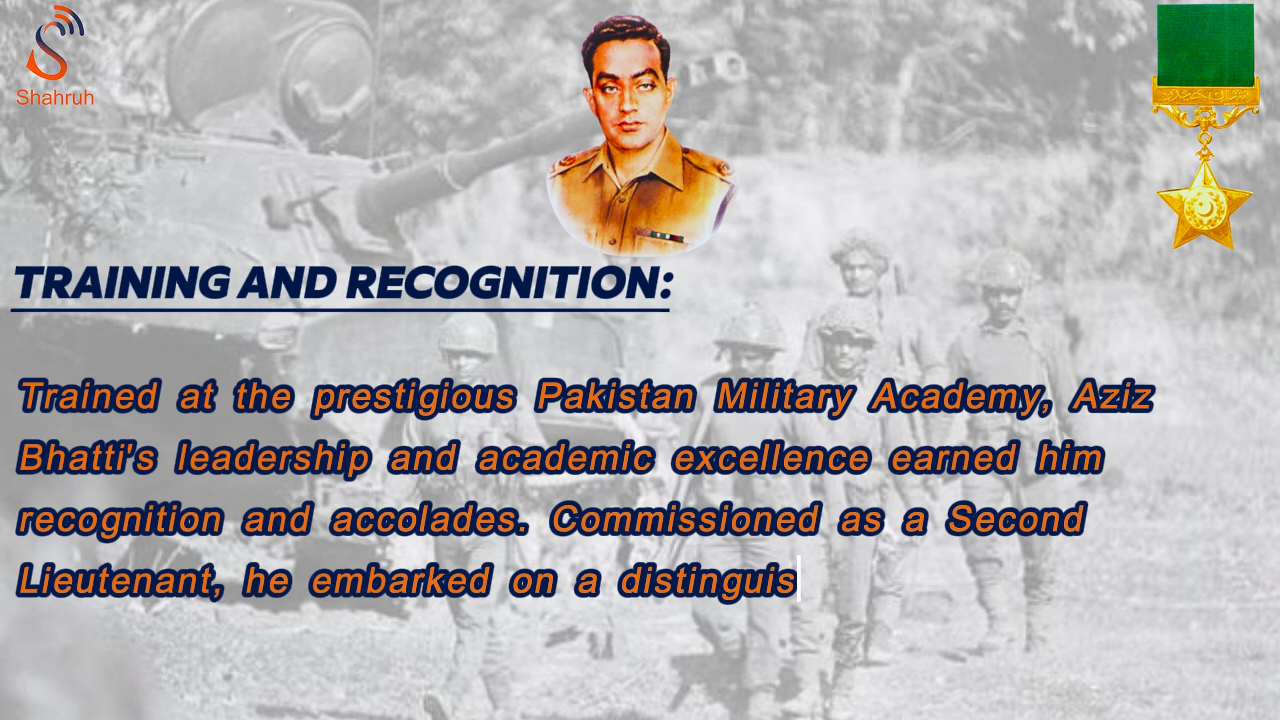 Shahruh
TRAINING AND RECOGNITION:
Trained at the prestigious Pakistan Military Academy, Aziz
Bhatti's leadership and academic excellence earned him
recognition and accolades. Commissioned as a Second
Lieutenant, he embarked on a distinguis